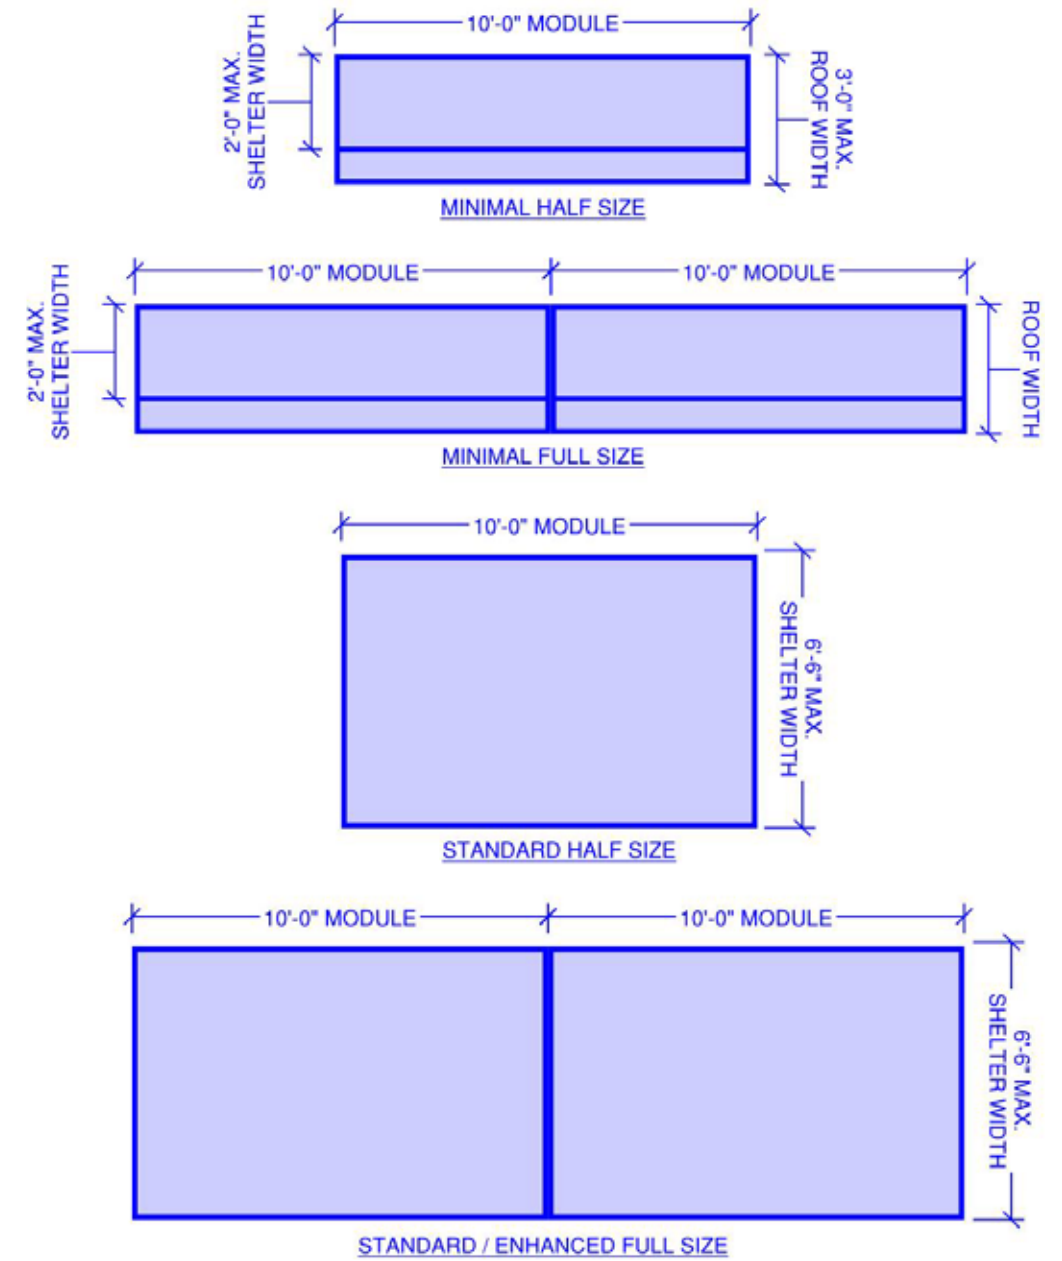 10'-0" MODULE
2'-0" MAX.
SHELTER WIDTH
3'-0" MAX.
ROOF WIDTH
MINIMAL HALF SIZE
10'-0" MODULE
10'-0" MODULE
2'-0" MAX.
SHELTER WIDTH
ROOF WIDTH
MINIMAL FULL SIZE
10'-0" MODULE
6'-6" MAX.
SHELTER WIDTH
STANDARD HALF SIZE
10'-0" MODULE
10'-0" MODULE
6'-6" MAX.
SHELTER WIDTH
STANDARD / ENHANCED FULL SIZE